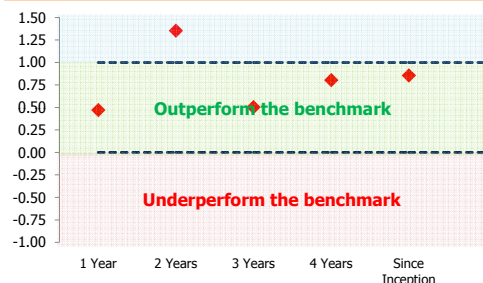 1.50
1.25
1.00
0.75
0.50
Outperform the benchmark
0.25
0.00
-0.25
-0.50
Underperform the benchmark
-0.75
-1.00
1 Year 2 Years 3 Years 4 Years Since
Inception